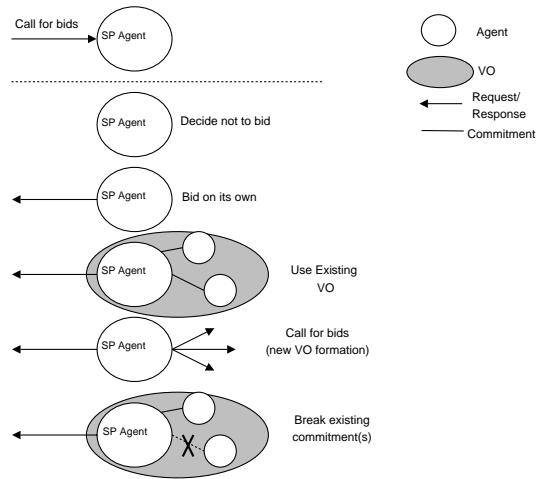 Call for bids
SP Agent
Agent
VO
Request/
Response
Commitment
SP Agent
Decide not to bid
SP Agent
Bid on its own
SP Agent
Use Existing
VO
SP Agent
Call for bids
(new VO formation)
SP Agent
Break existing
commitment(s)